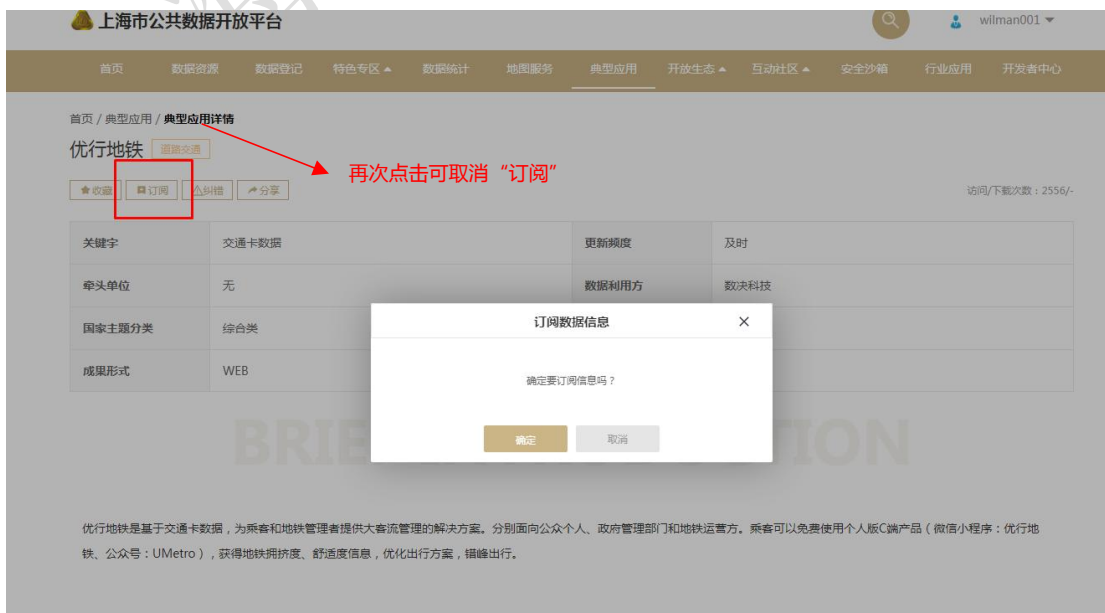 上海市公共数据开放平台
wilman001
首页 数据资源 数据登记 特色专区 数据统计 地图服务 典型应用 开放生态 互动社区 安全沙箱 行业应用 开发者中心
首页 / 典型应用 / 典型应用详情
优行地铁 道路交通
再次点击可取消“订阅”
收藏 订阅 纠错 分享 访问/下载次数：2556/-
关键字 交通卡数据 更新频度 及时
牵头单位 无 数据利用方 数决科技
订阅数据信息 ×
国家主题分类 综合类
成果形式 WEB
确定要订阅信息吗？
确定 取消
优行地铁是基于交通卡数据，为乘客和地铁管理者提供大客流管理的解决方案。分别面向公众个人、政府管理部门和地铁运营方。乘客可以免费使用个人版C端产品（微信小程序：优行地
铁、公众号：UMetro），获得地铁拥挤度、舒适度信息，优化出行方案，错峰出行。